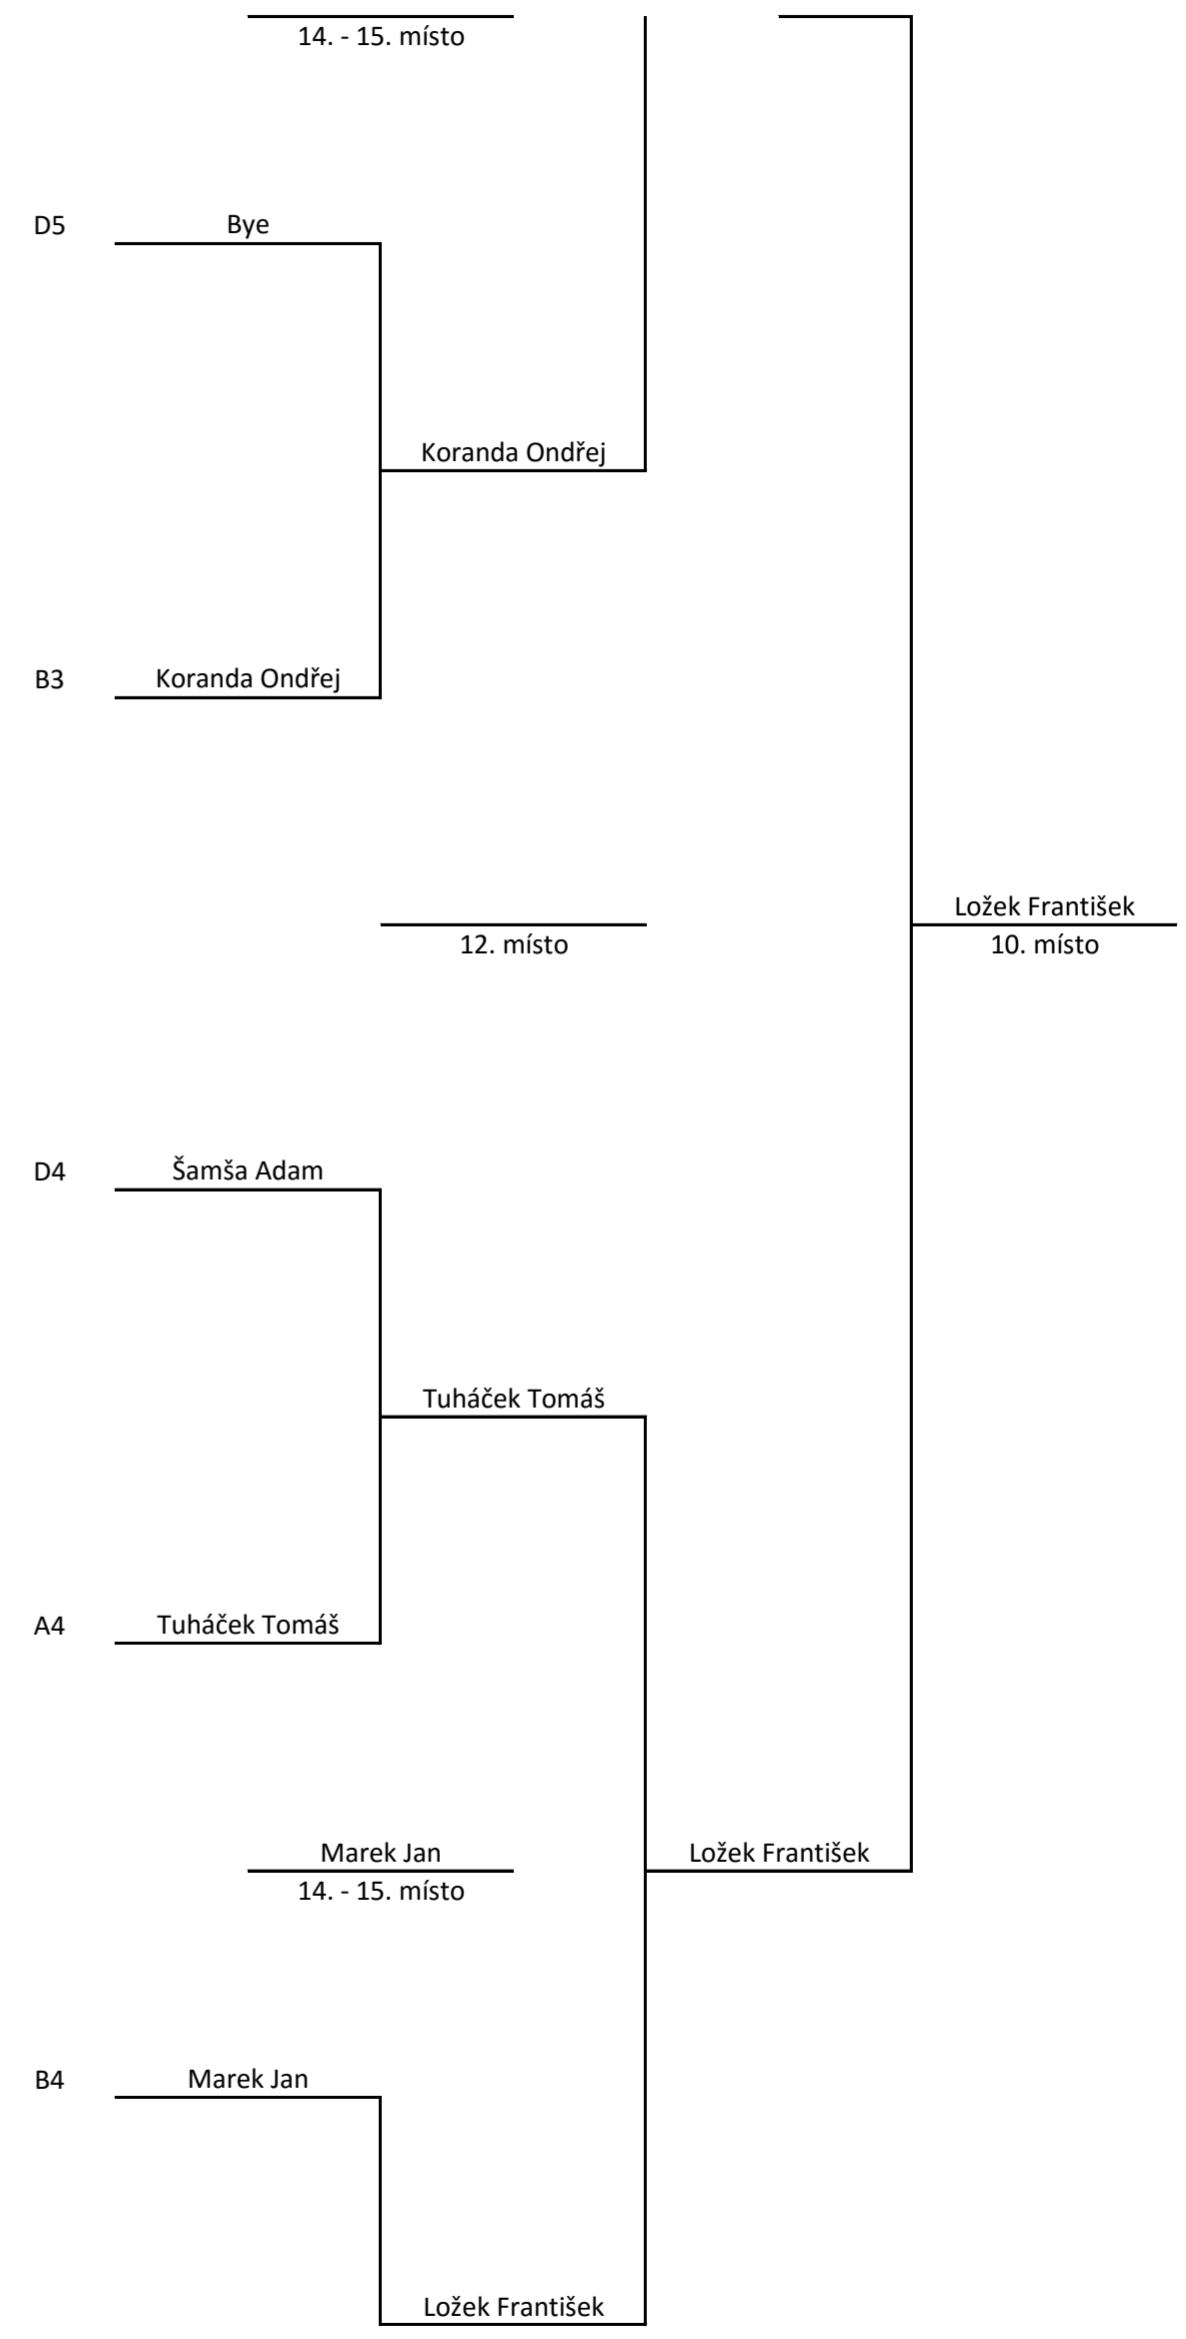 14. - 15. místo
D5 Bye
Koranda Ondřej
B3 Koranda Ondřej
Ložek František
12. místo 10. místo
D4 Šamša Adam
Tuháček Tomáš
A4 Tuháček Tomáš
Marek Jan Ložek František
14. - 15. místo
B4 Marek Jan
Ložek František